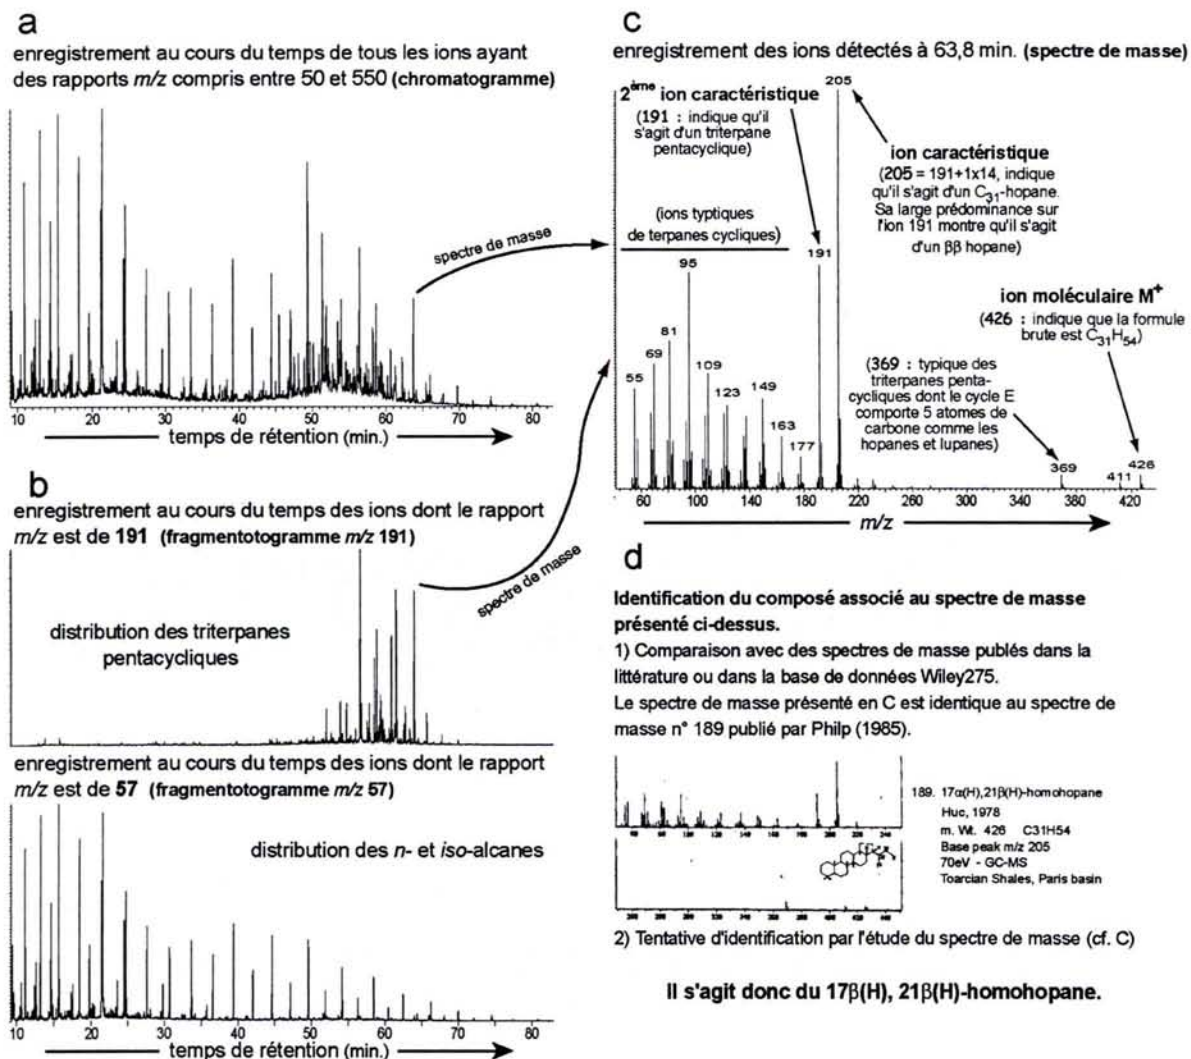 a
enregistrement au cours du temps de tous les ions ayant
des rapports m/z compris entre 50 et 550 (chromatogramme)
spectre de masse
10 20 30 40 50 60 70 80
temps de rétention (min.)
b
enregistrement au cours du temps des ions dont le rapport
m/z est de 191 (fragmentotogramme m/z 191)
spectre de masse
distribution des triterpanes
pentacycliques
enregistrement au cours du temps des ions dont le rapport
m/z est de 57 (fragmentotogramme m/z 57)
distribution des n- et iso-alcanes
10 20 30 40 50 60 70 80
temps de rétention (min.)
c
enregistrement des ions détectés à 63,8 min. (spectre de masse)
205
2ème ion caractéristique
(191 : indique qu'il
s'agit d'un triterpane
pentacyclique)
ion caractéristique
(205 = 191+1x14, indique
qu'il s'agit d'un C31-hopane.
Sa large prédominance sur
l'ion 191 montre qu'il s'agit
d'un ββ hopane)
(ions typtiques
de terpanes cycliques)
191
95
81
69
55
109
123
149
163
177
ion moléculaire M+
(426 : indique que la formule
brute est C31H54)
(369 : typique des
triterpanes penta-
cycliques dont le cycle E
comporte 5 atomes de
carbone comme les
hopanes et lupanes)
369
411
426
60 100 140 180 220 260 300 340 380 420
m/z
d
Identification du composé associé au spectre de masse
présenté ci-dessus.
1) Comparaison avec des spectres de masse publés dans la
littérature ou dans la base de données Wiley275.
Le spectre de masse présenté en C est identique au spectre de
masse n° 189 publié par Philp (1985).
189. 17α(H),21β(H)-homohopane
Huc, 1978
m. Wt. 426 C31H54
Base peak m/z 205
70eV - GC-MS
Toarcian Shales, Paris basin
2) Tentative d'identification par l'étude du spectre de masse (cf. C)
Il s'agit donc du 17β(H), 21β(H)-homohopane.